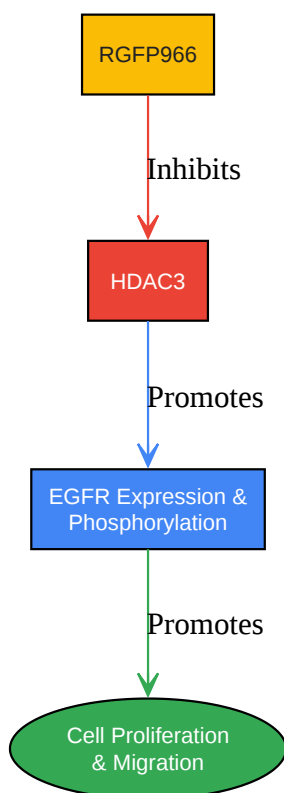 RGFP966
Inhibits
HDAC3
Promotes
EGFR Expression &
Phosphorylation
Promotes
Cell Proliferation
& Migration